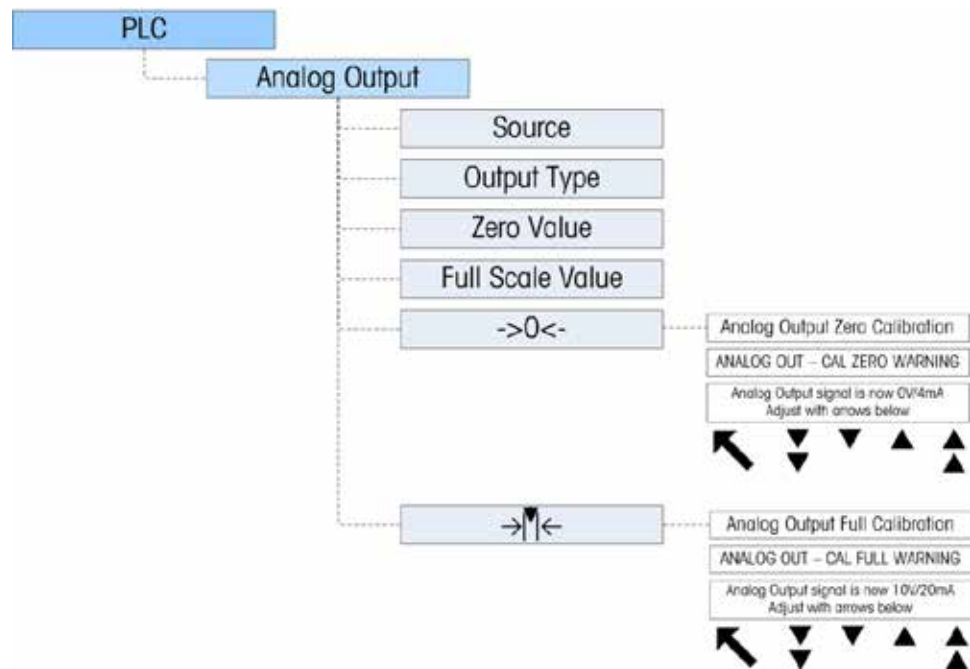 PLC
Analog Output
Source
Output Type
Zero Value
Full Scale Value
->0<-
Analog Output Zero Calibration
ANALOG OUT – CAL ZERO WARNING
Analog Output signal is now 0V/4mA
Adjust with arrows below
Analog Output Full Calibration
ANALOG OUT – CAL FULL WARNING
Analog Output signal is now 10V/20mA
Adjust with arrows below